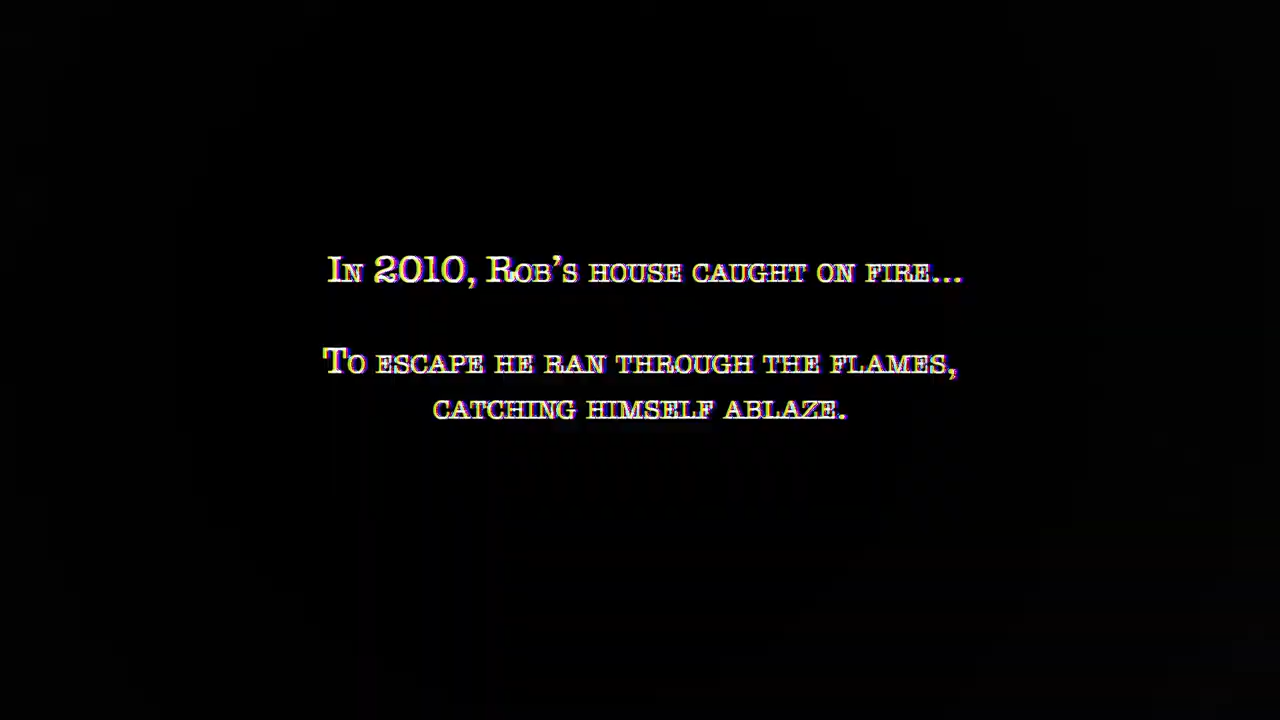 In 2010, Rob's house caught on fire...
To escape he ran through the flames,
catching himself ablaze.